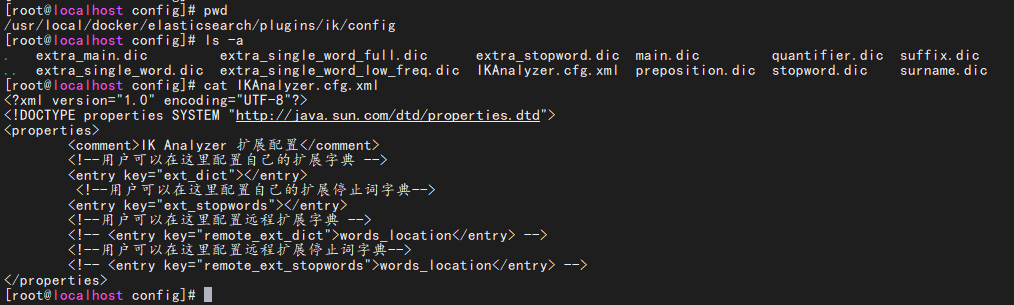 [root@localhost config]# pwd
/usr/local/docker/elasticsearch/plugins/ik/config
[root@localhost config]# ls -a
.   extra_main.dic         extra_single_word_full.dic      extra_stopword.dic  main.dic         quantifier.dic  suffix.dic
..  extra_single_word.dic  extra_single_word_low_freq.dic  IKAnalyzer.cfg.xml  preposition.dic  stopword.dic    surname.dic
[root@localhost config]# cat IKAnalyzer.cfg.xml
<?xml version="1.0" encoding="UTF-8"?>
<!DOCTYPE properties SYSTEM "http://java.sun.com/dtd/properties.dtd">
<properties>
        <comment>IK Analyzer 扩展配置</comment>
        <!--用户可以在这里配置自己的扩展字典 -->
        <entry key="ext_dict"></entry>
         <!--用户可以在这里配置自己的扩展停止词字典-->
        <entry key="ext_stopwords"></entry>
        <!--用户可以在这里配置远程扩展字典 -->
        <!-- <entry key="remote_ext_dict">words_location</entry> -->
        <!--用户可以在这里配置远程扩展停止词字典-->
        <!-- <entry key="remote_ext_stopwords">words_location</entry> -->
</properties>
[root@localhost config]#